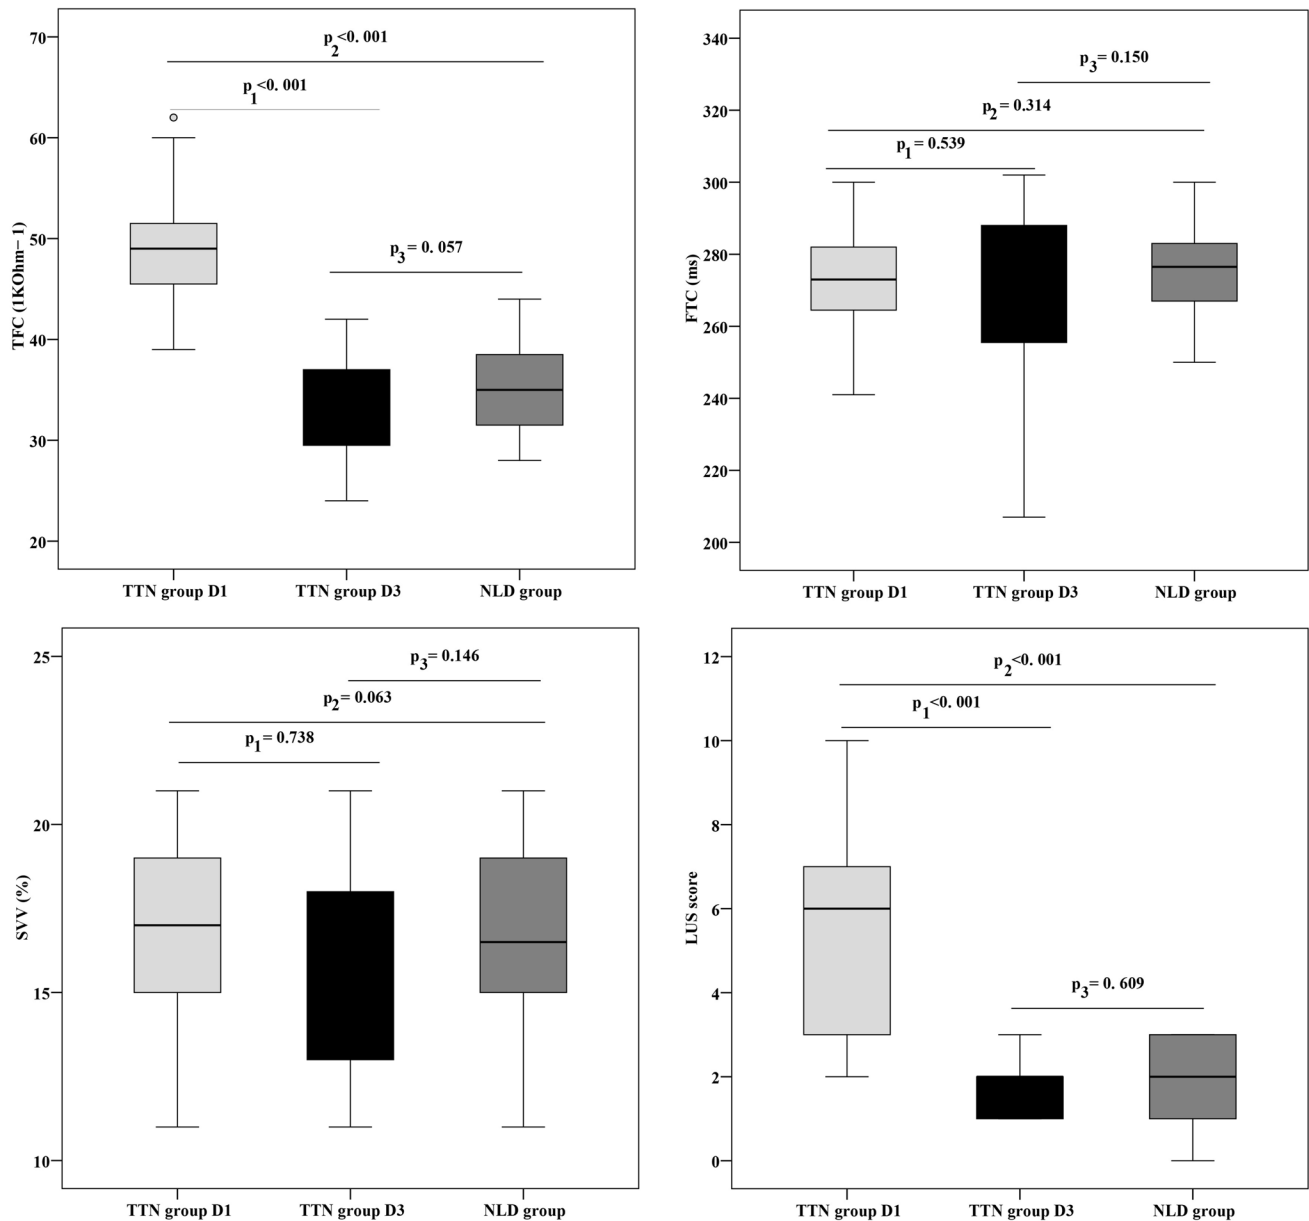 70
60
50
40
30
20
TFC (1KOhm− 1)
p2<0. 001
p1<0. 001
p3= 0. 057
TTN group D1
TTN group D3
NLD group
340
320
300
280
260
240
220
200
FTC (ms)
p3= 0.150
p2= 0.314
p1= 0.539
TTN group D1
TTN group D3
NLD group
25
20
15
10
SVV (%)
p3= 0.146
p2= 0.063
p1= 0.738
TTN group D1
TTN group D3
NLD group
12
10
8
6
4
2
0
LUS score
p2<0. 001
p1<0. 001
p3= 0. 609
TTN group D1
TTN group D3
NLD group